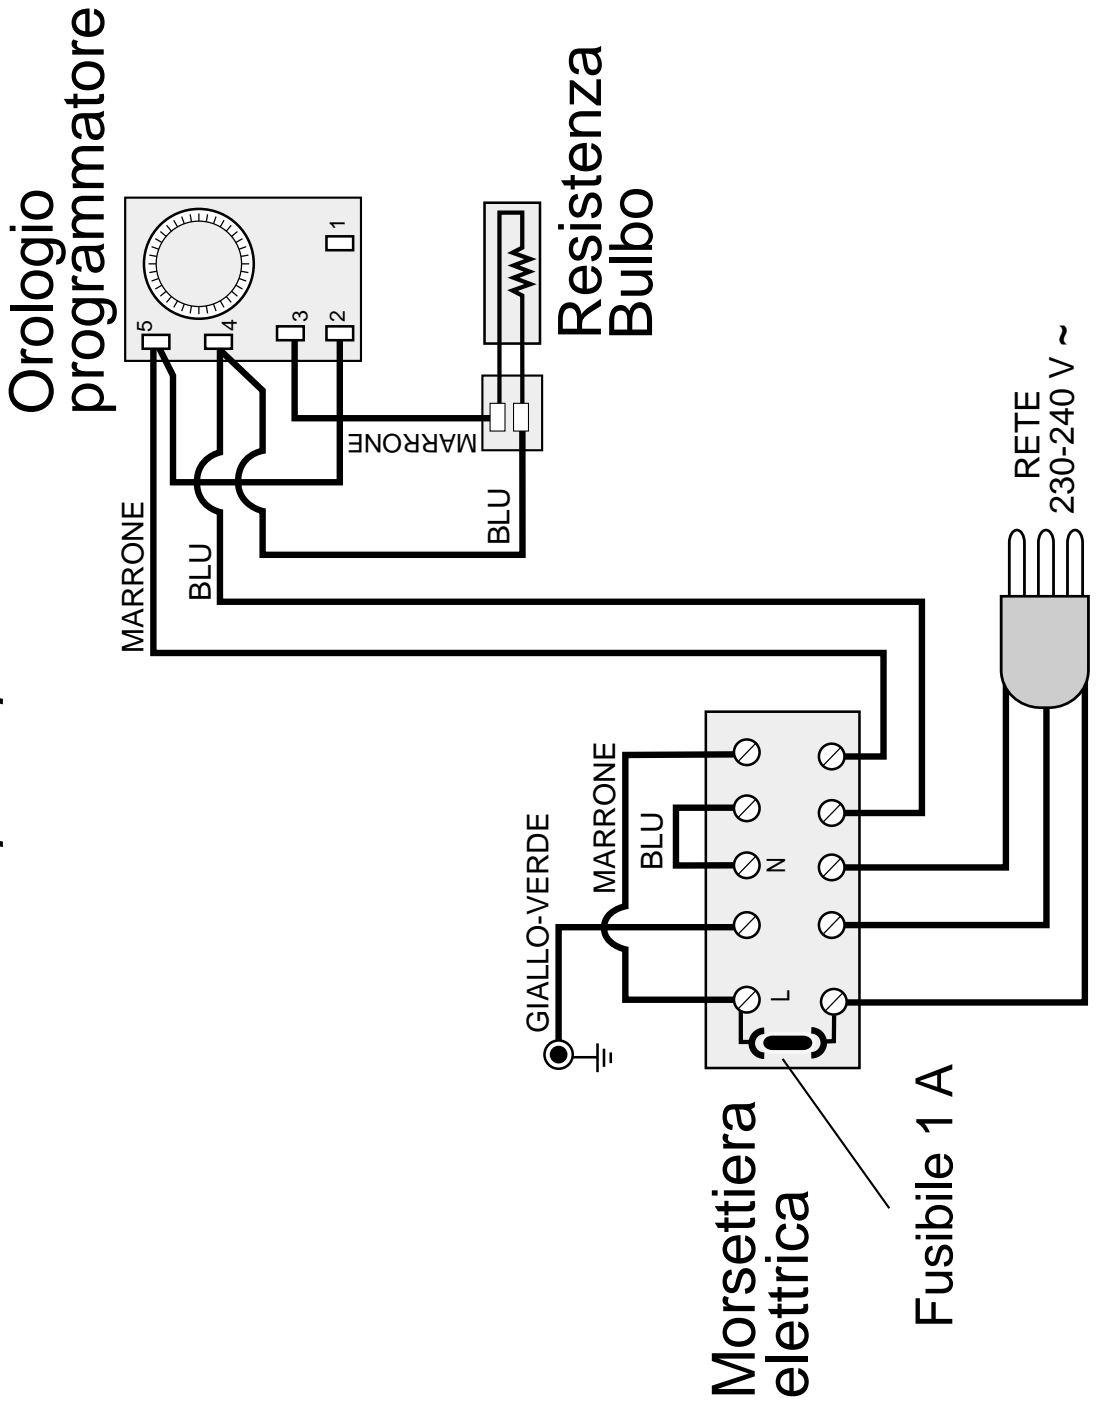 Orologio
programmatore
5
4
3
2
1
Resistenza
Bulbo
MARRONE
BLU
MARRONE
BLU
RETE
230-240 V ~
GIALLO-VERDE
MARRONE
BLU
N
L
Morsettiera
elettrica
Fusibile 1 A